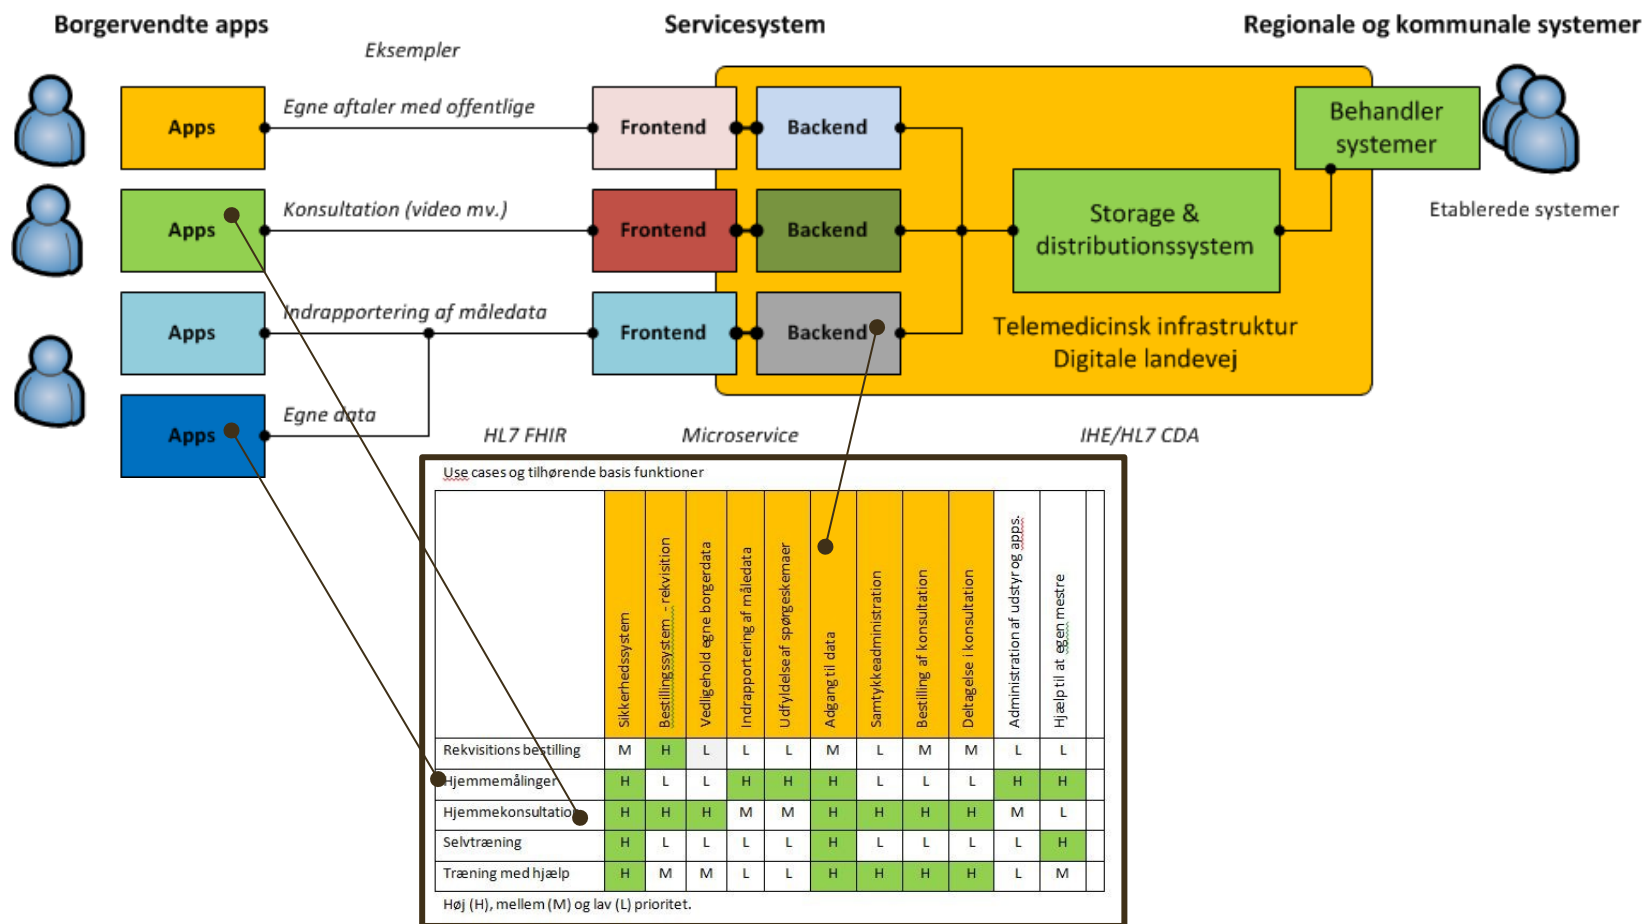 Borgervendte apps
Servicesystem
Regionale og kommunale systemer
Eksempler
Apps
Egne aftaler med offentlige
Frontend
Backend
Behandler
systemer
Apps
Konsultation (video mv.)
Frontend
Backend
Storage &
distributionssystem
Etablerede systemer
Apps
Indrapportering af måledata
Frontend
Backend
Telemedicinsk infrastruktur
Digitale landevej
Apps
Egne data
HL7 FHIR
Microservice
IHE/HL7 CDA
Use cases og tilhørende basis funktioner
Sikkerhedssystem
Bestillingssystem - rekvisition
Vedligehold egne borgerdata
Indrapportering af måledata
Udfyldelse af spørgeskemaer
Adgang til data
Samtykkeadministration
Bestilling af konsultation
Deltagelse i konsultation
Administration af udstyr og apps.
Hjælp til at egen mestre
Rekvisitions bestilling M H L L L M L M M L L
Hjemmemålinger H L L H H H L L L H H
Hjemmekonsultation H H H M M H H H H M L
Selvtræning H L L L L H L L L L H
Træning med hjælp H M M L L H H H H L M
Høj (H), mellem (M) og lav (L) prioritet.